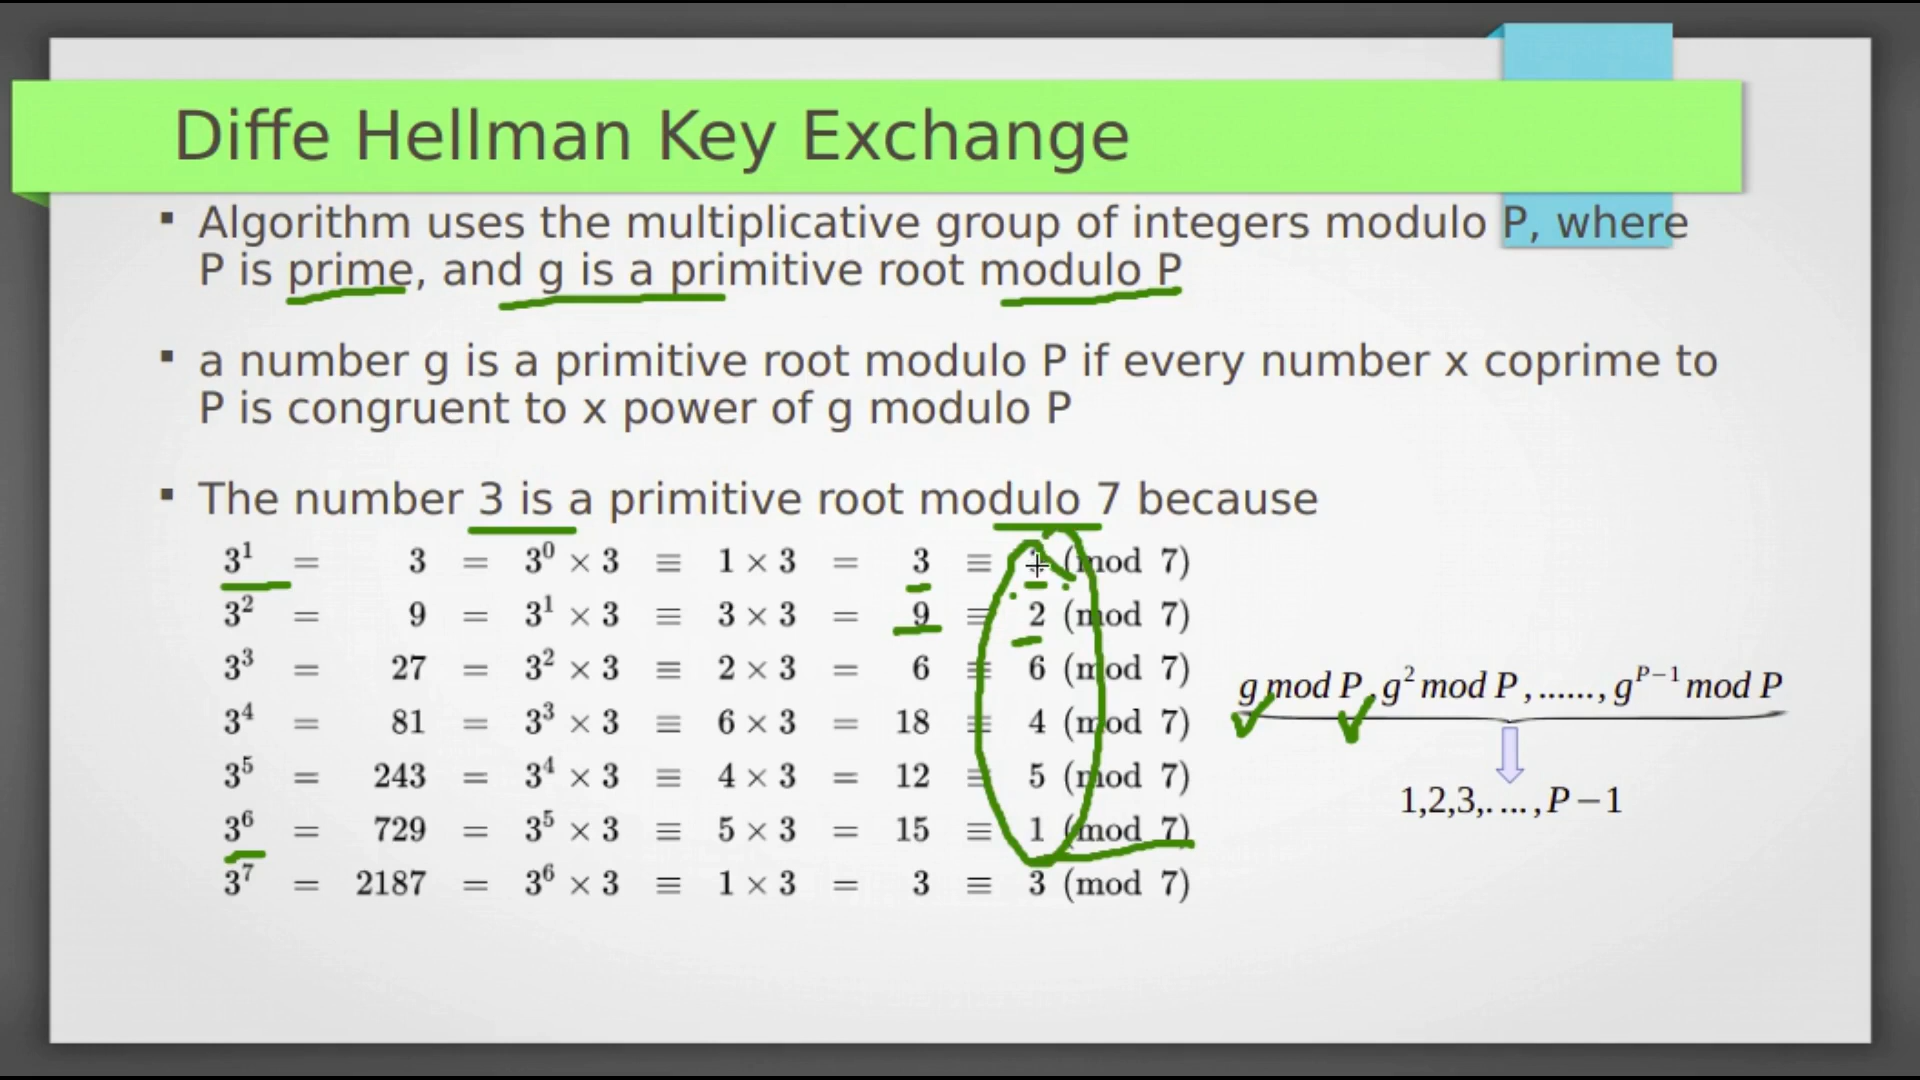 Diffe Hellman Key Exchange
▪ Algorithm uses the multiplicative group of integers modulo P, where
P is prime, and g is a primitive root modulo P
▪ a number g is a primitive root modulo P if every number x coprime to
P is congruent to x power of g modulo P
▪ The number 3 is a primitive root modulo 7 because
3¹ = 3 = 3⁰ × 3 ≡ 1 × 3 = 3 ≡ (mod 7)
3² = 9 = 3¹ × 3 ≡ 3 × 3 = 9 ≡ 2 (mod 7)
3³ = 27 = 3² × 3 ≡ 2 × 3 = 6 ≡ 6 (mod 7)
g mod P, g² mod P, ......, g^{P−1} mod P
3⁴ = 81 = 3³ × 3 ≡ 6 × 3 = 18 ≡ 4 (mod 7)
3⁵ = 243 = 3⁴ × 3 ≡ 4 × 3 = 12 ≡ 5 (mod 7)
1,2,3,....,P−1
3⁶ = 729 = 3⁵ × 3 ≡ 5 × 3 = 15 ≡ 1 (mod 7)
3⁷ = 2187 = 3⁶ × 3 ≡ 1 × 3 = 3 ≡ 3 (mod 7)